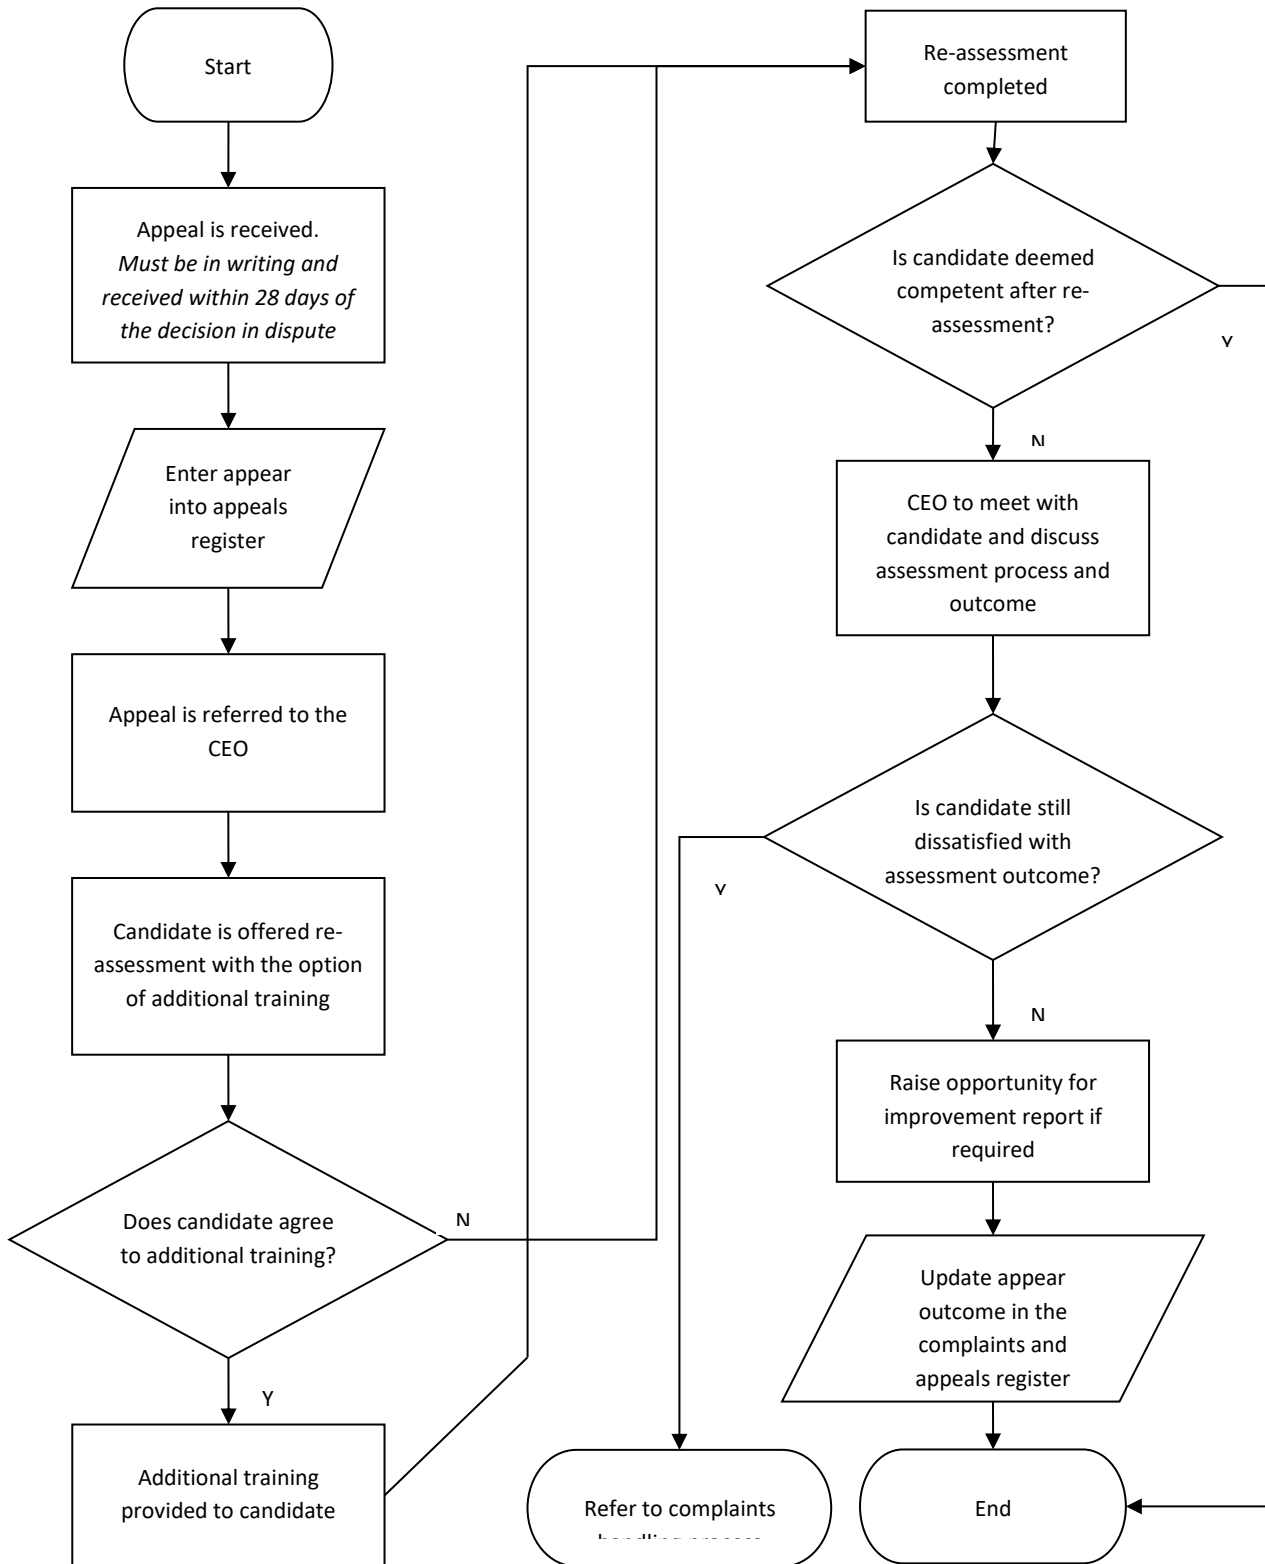 Start
Appeal is received.
Must be in writing and
received within 28 days of
the decision in dispute
Enter appear
into appeals
register
Appeal is referred to the
CEO
Candidate is offered re-
assessment with the option
of additional training
Does candidate agree
to additional training?
N
Y
Additional training
provided to candidate
Re-assessment
completed
Is candidate deemed
competent after re-
assessment?
Y
N
CEO to meet with
candidate and discuss
assessment process and
outcome
Is candidate still
dissatisfied with
assessment outcome?
Y
N
Raise opportunity for
improvement report if
required
Update appear
outcome in the
complaints and
appeals register
Refer to complaints
handling process
End